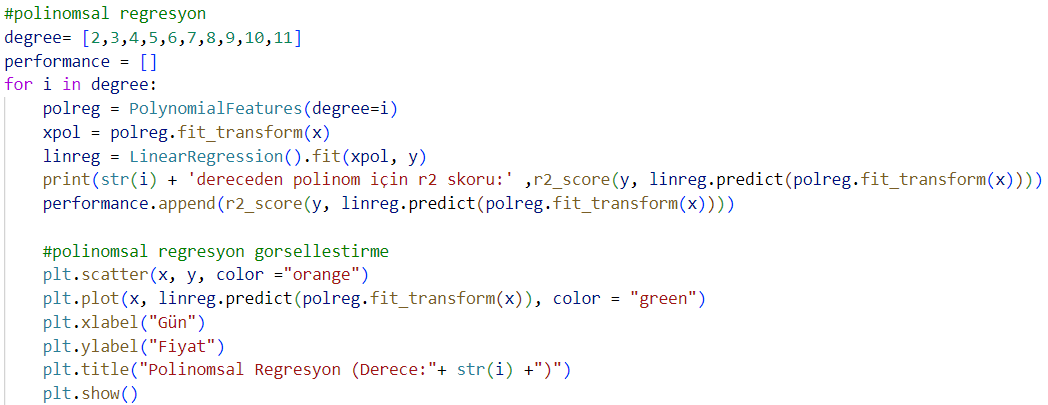 #polinomsal regresyon
degree= [2,3,4,5,6,7,8,9,10,11]
performance = []
for i in degree:
    polreg = PolynomialFeatures(degree=i)
    xpol = polreg.fit_transform(x)
    linreg = LinearRegression().fit(xpol, y)
    print(str(i) + 'dereceden polinom için r2 skoru:' ,r2_score(y, linreg.predict(polreg.fit_transform(x))))
    performance.append(r2_score(y, linreg.predict(polreg.fit_transform(x))))

    #polinomsal regresyon gorsellestirme
    plt.scatter(x, y, color ="orange")
    plt.plot(x, linreg.predict(polreg.fit_transform(x)), color = "green")
    plt.xlabel("Gün")
    plt.ylabel("Fiyat")
    plt.title("Polinomsal Regresyon (Derece:"+ str(i) +")")
    plt.show()